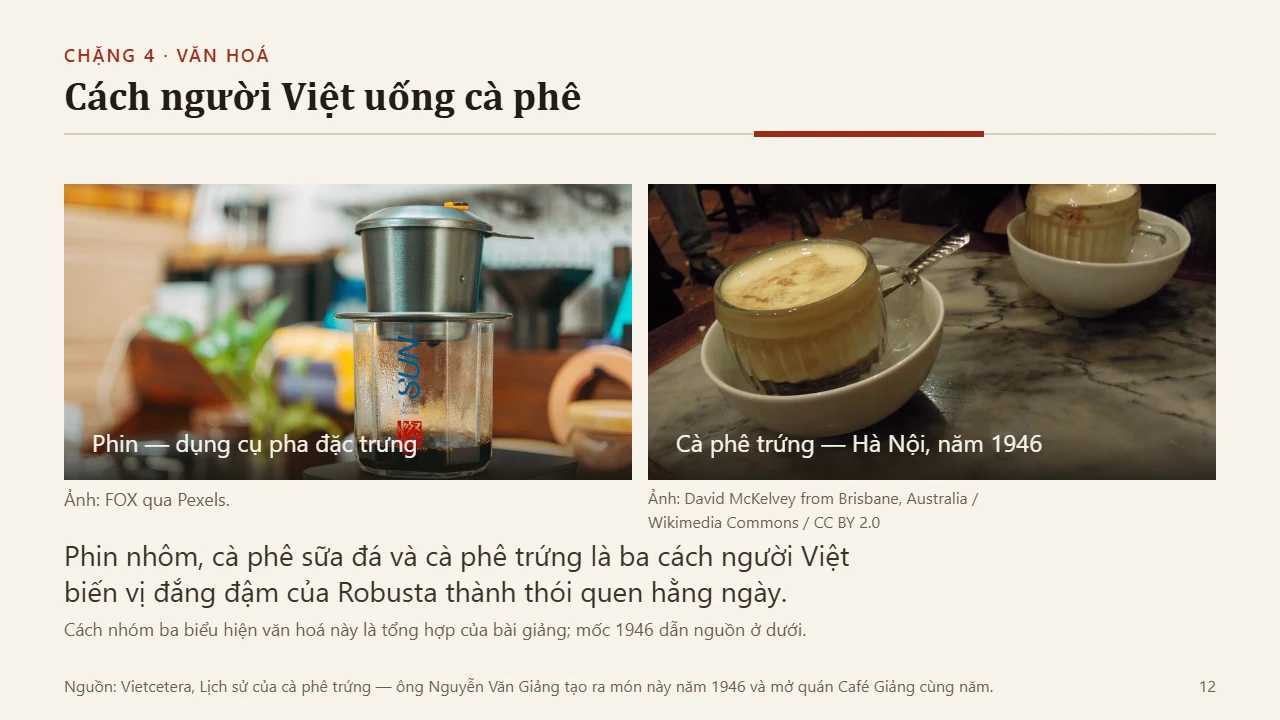 CHẶNG 4 · VĂN HOÁ
Cách người Việt uống cà phê
SUN
Phin — dụng cụ pha đặc trưng
Cà phê trứng — Hà Nội, năm 1946
Ảnh: FOX qua Pexels.
Ảnh: David McKelvey from Brisbane, Australia /
Wikimedia Commons / CC BY 2.0
Phin nhôm, cà phê sữa đá và cà phê trứng là ba cách người Việt
biến vị đắng đậm của Robusta thành thói quen hằng ngày.
Cách nhóm ba biểu hiện văn hoá này là tổng hợp của bài giảng; mốc 1946 dẫn nguồn ở dưới.
Nguồn: Vietcetera, Lịch sử của cà phê trứng — ông Nguyễn Văn Giảng tạo ra món này năm 1946 và mở quán Café Giảng cùng năm.
12